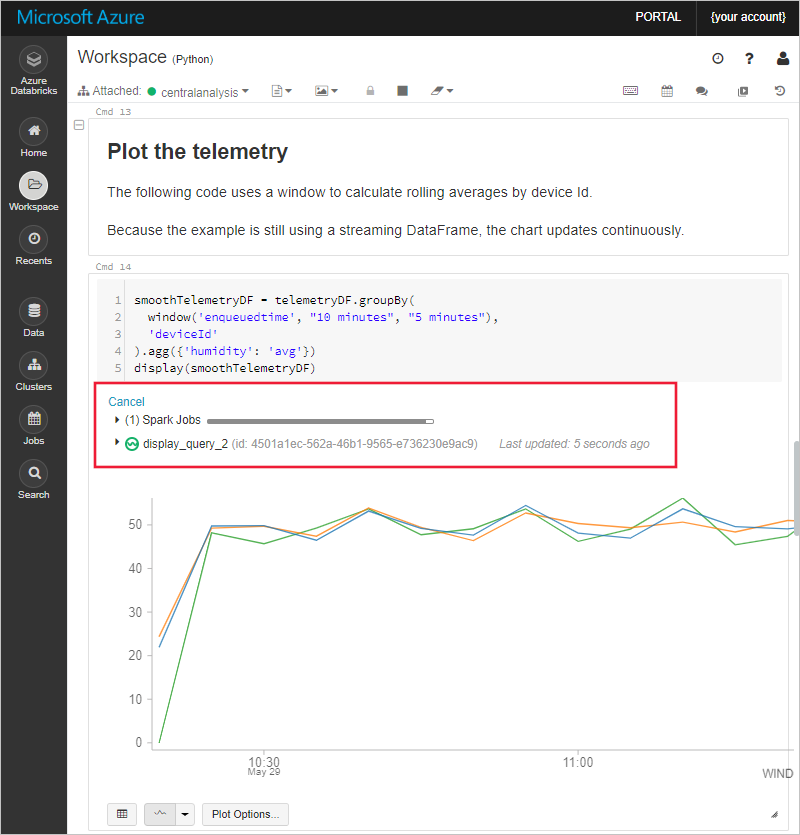 Microsoft Azure
PORTAL
{your account}
Azure
Databricks
Home
Workspace
Recents
Data
Clusters
Jobs
Search
Workspace (Python)
Attached: centralanalysis
Cmd 13
Plot the telemetry
The following code uses a window to calculate rolling averages by device Id.
Because the example is still using a streaming DataFrame, the chart updates continuously.
Cmd 14
1 smoothTelemetryDF = telemetryDF.groupBy(
2 window('enqueuedtime', "10 minutes", "5 minutes"),
3 'deviceId'
4 ).agg({'humidity': 'avg'})
5 display(smoothTelemetryDF)
Cancel
(1) Spark Jobs
display_query_2 (id: 4501a1ec-562a-46b1-9565-e736230e9ac9) Last updated: 5 seconds ago
50
40
30
20
10
0
10:30
May 29
11:00
WIND
Plot Options...